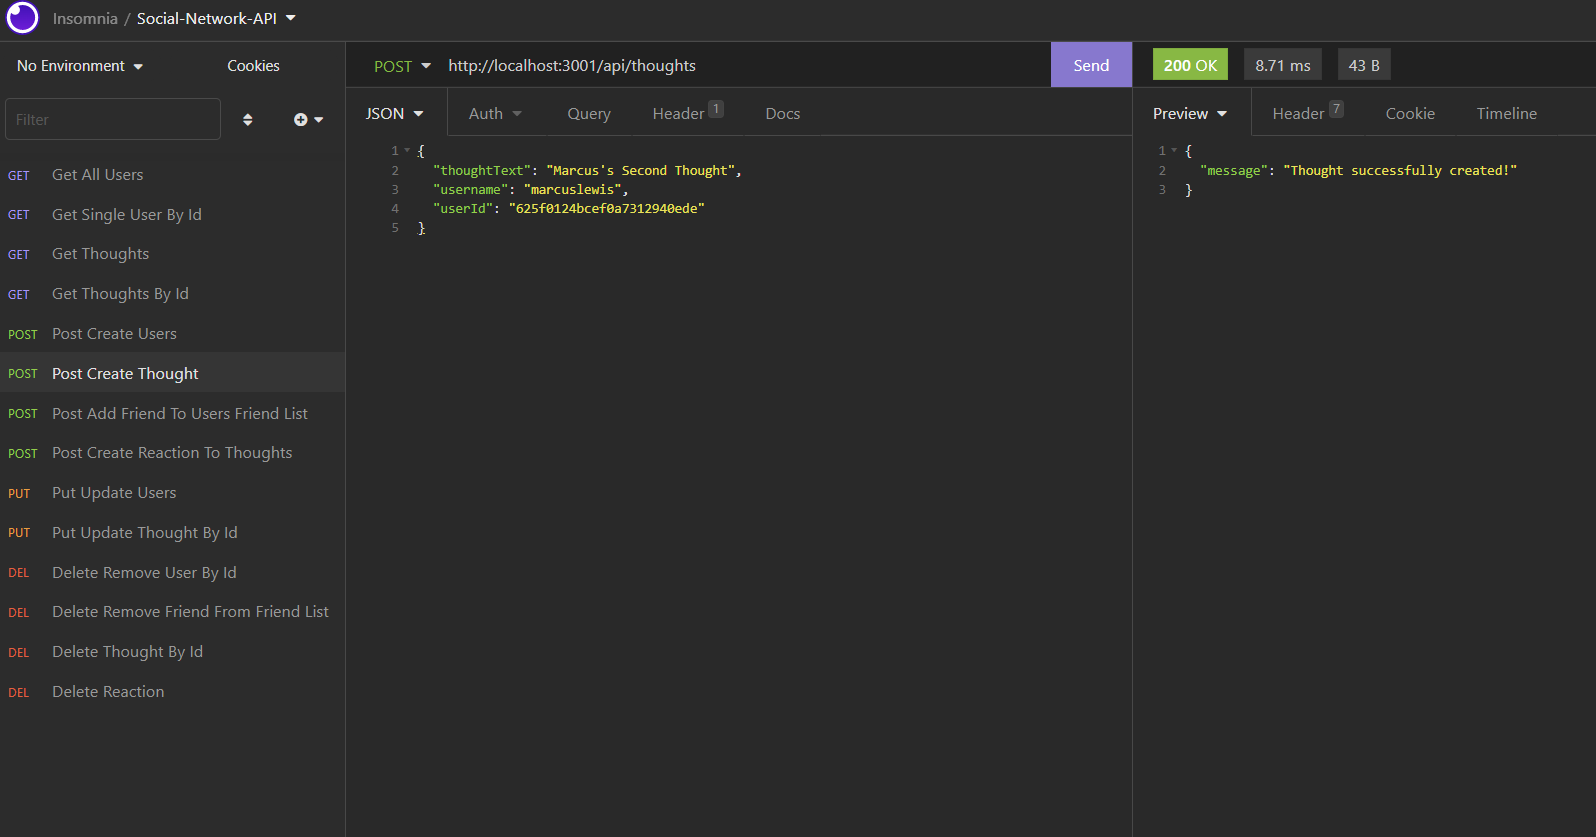 Insomnia / Social-Network-API
No Environment
Cookies
Filter
GET Get All Users
GET Get Single User By Id
GET Get Thoughts
GET Get Thoughts By Id
POST Post Create Users
POST Post Create Thought
POST Post Add Friend To Users Friend List
POST Post Create Reaction To Thoughts
PUT Put Update Users
PUT Put Update Thought By Id
DEL Delete Remove User By Id
DEL Delete Remove Friend From Friend List
DEL Delete Thought By Id
DEL Delete Reaction
POST http://localhost:3001/api/thoughts Send
JSON Auth Query Header 1 Docs
1 {
2 "thoughtText": "Marcus's Second Thought",
3 "username": "marcuslewis",
4 "userId": "625f0124bcef0a7312940ede"
5 }
200 OK 8.71 ms 43 B
Preview Header 7 Cookie Timeline
1 {
2 "message": "Thought successfully created!"
3 }